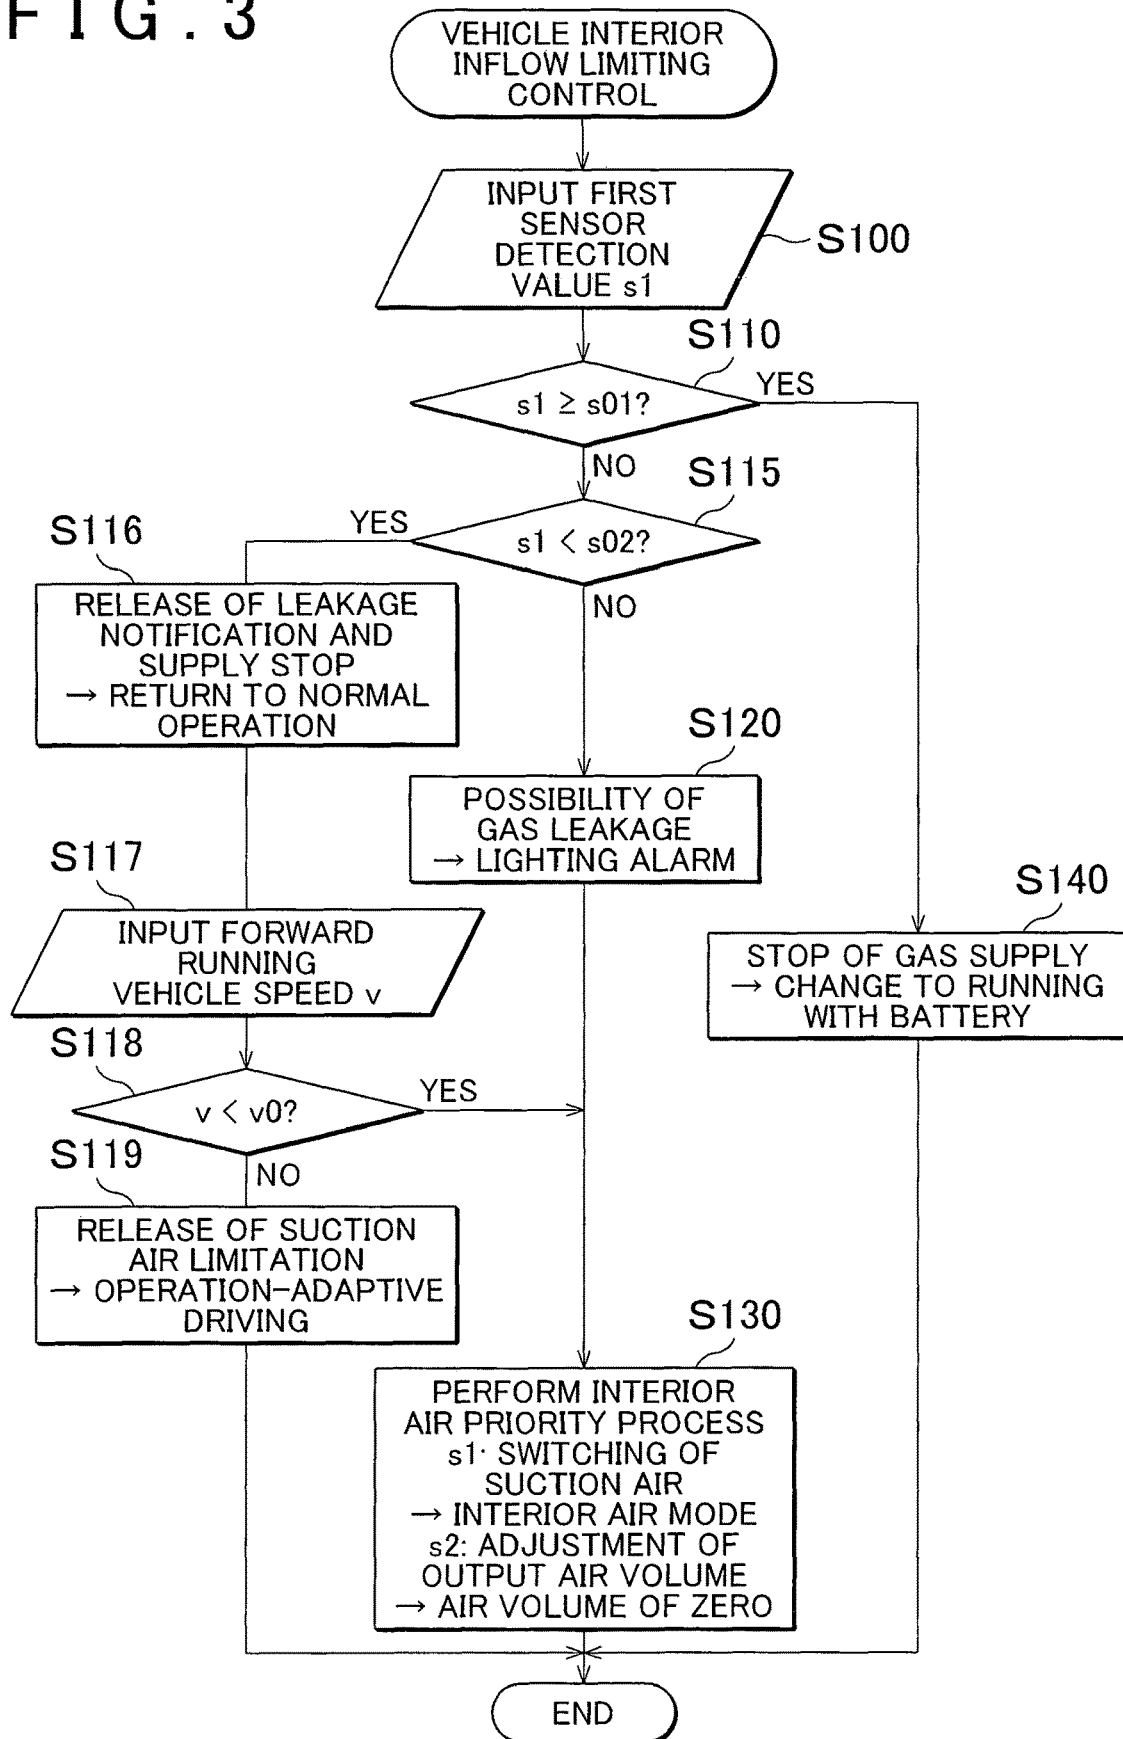 FIG.3
VEHICLE INTERIOR
INFLOW LIMITING
CONTROL
INPUT FIRST
SENSOR
DETECTION
VALUE s1
S100
S110
s1 ≥ s01?
YES
NO
S115
s1 < s02?
YES
NO
S116
RELEASE OF LEAKAGE
NOTIFICATION AND
SUPPLY STOP
→ RETURN TO NORMAL
OPERATION
S120
POSSIBILITY OF
GAS LEAKAGE
→ LIGHTING ALARM
S117
INPUT FORWARD
RUNNING
VEHICLE SPEED v
S140
STOP OF GAS SUPPLY
→ CHANGE TO RUNNING
WITH BATTERY
S118
v < v0?
YES
NO
S119
RELEASE OF SUCTION
AIR LIMITATION
→ OPERATION-ADAPTIVE
DRIVING
S130
PERFORM INTERIOR
AIR PRIORITY PROCESS
s1· SWITCHING OF
SUCTION AIR
→ INTERIOR AIR MODE
s2: ADJUSTMENT OF
OUTPUT AIR VOLUME
→ AIR VOLUME OF ZERO
END